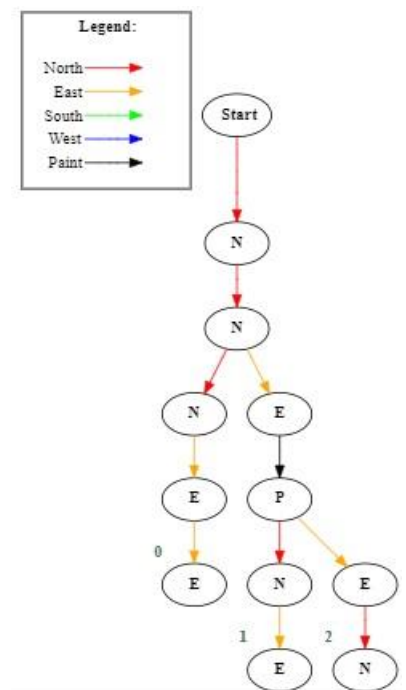 Legend:
North
East
South
West
Paint
Start
N
N
N E
E P
0
E N E
1 2
E N